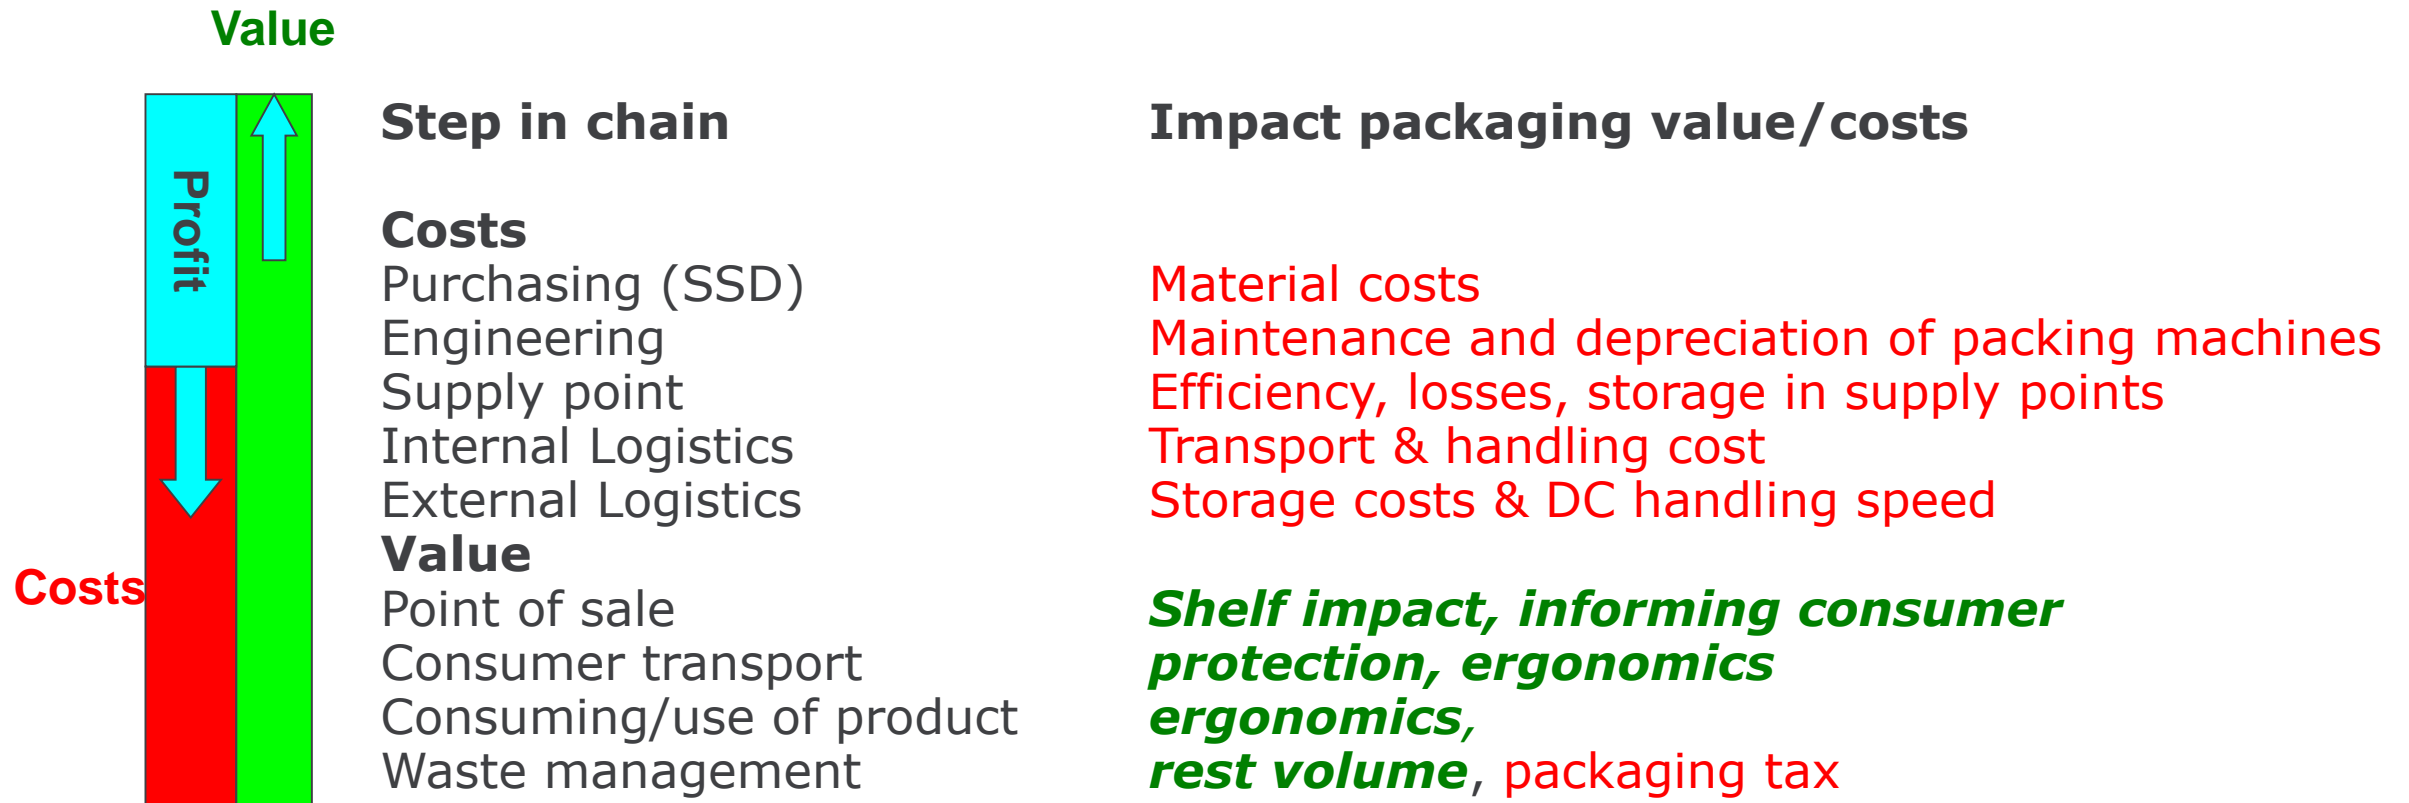 Value
Step in chain Impact packaging value/costs
Profit
Costs
Purchasing (SSD) Material costs
Engineering Maintenance and depreciation of packing machines
Supply point Efficiency, losses, storage in supply points
Internal Logistics Transport & handling cost
External Logistics Storage costs & DC handling speed
Value
Costs
Point of sale Shelf impact, informing consumer
Consumer transport protection, ergonomics
Consuming/use of product ergonomics,
Waste management rest volume, packaging tax